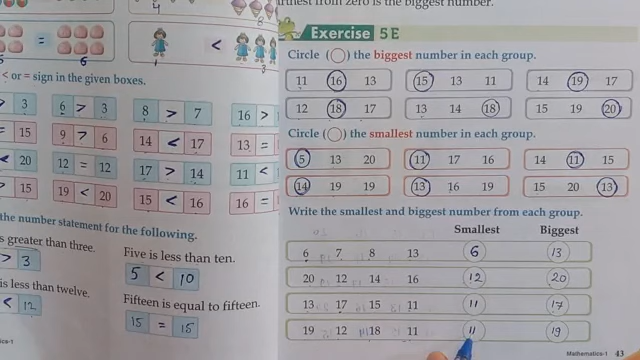 4
8
rthest from zero is the biggest number.
= 6
1 < 3
< or = sign in the given boxes.
3 6 > 3 8 > 7 16 >
= 15 9 > 6 14 < 17 13 =
< 20 12 = 12 17 > 14 11 <
> 15 19 < 20 15 < 16 16 =
the number statement for the following.
s greater than three.
> 3
Five is less than ten.
5 < 10
is less than twelve.
< 12
Fifteen is equal to fifteen.
15 = 15
Exercise 5E
Circle ( ) the biggest number in each group.
11 16 13 15 13 11 14 19 17
12 18 17 13 14 18 15 19 20
Circle ( ) the smallest number in each group.
5 13 20 11 17 16 14 11 15
14 19 19 13 16 19 15 20 13
Write the smallest and biggest number from each group.
Smallest Biggest
6 7 8 13 6 13
20 12 14 16 12 20
13 17 15 11 11 17
19 12 18 11 11 19
Mathematics-1 43